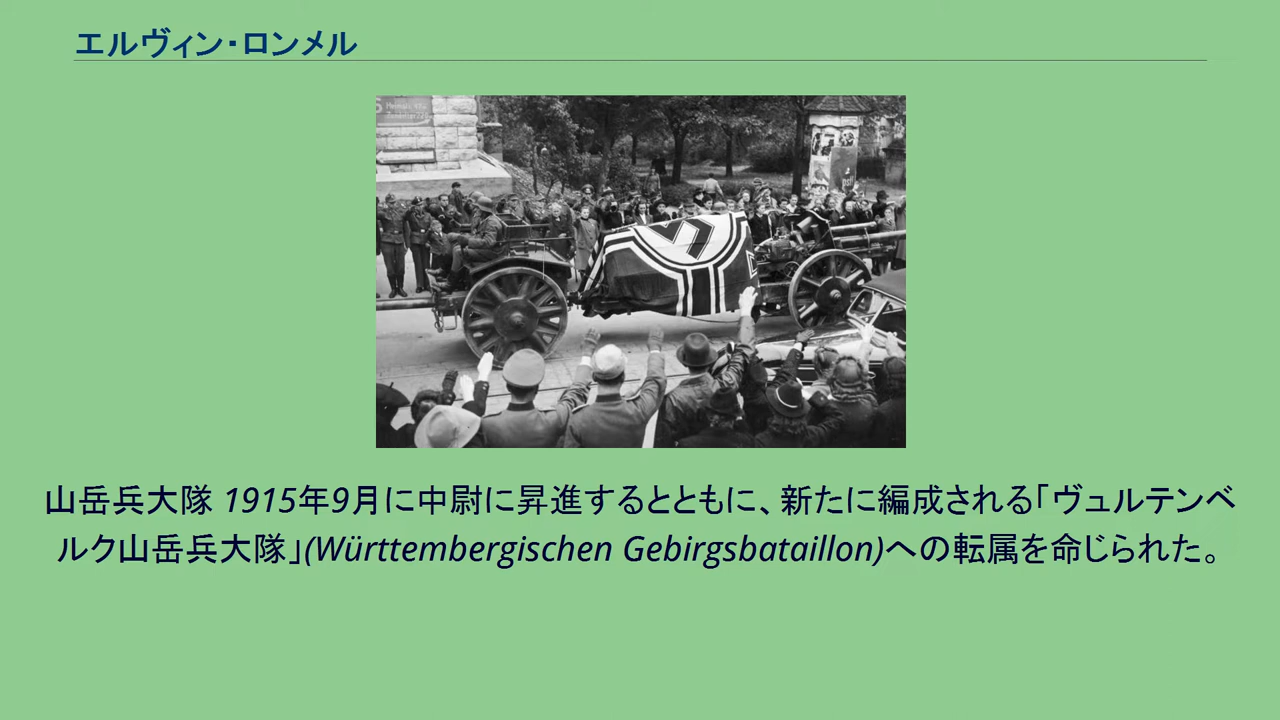 エルヴィン・ロンメル
山岳兵大隊 1915年9月に中尉に昇進するとともに、新たに編成される「ヴュルテンベ
ルク山岳兵大隊」(Württembergischen Gebirgsbataillon)への転属を命じられた。